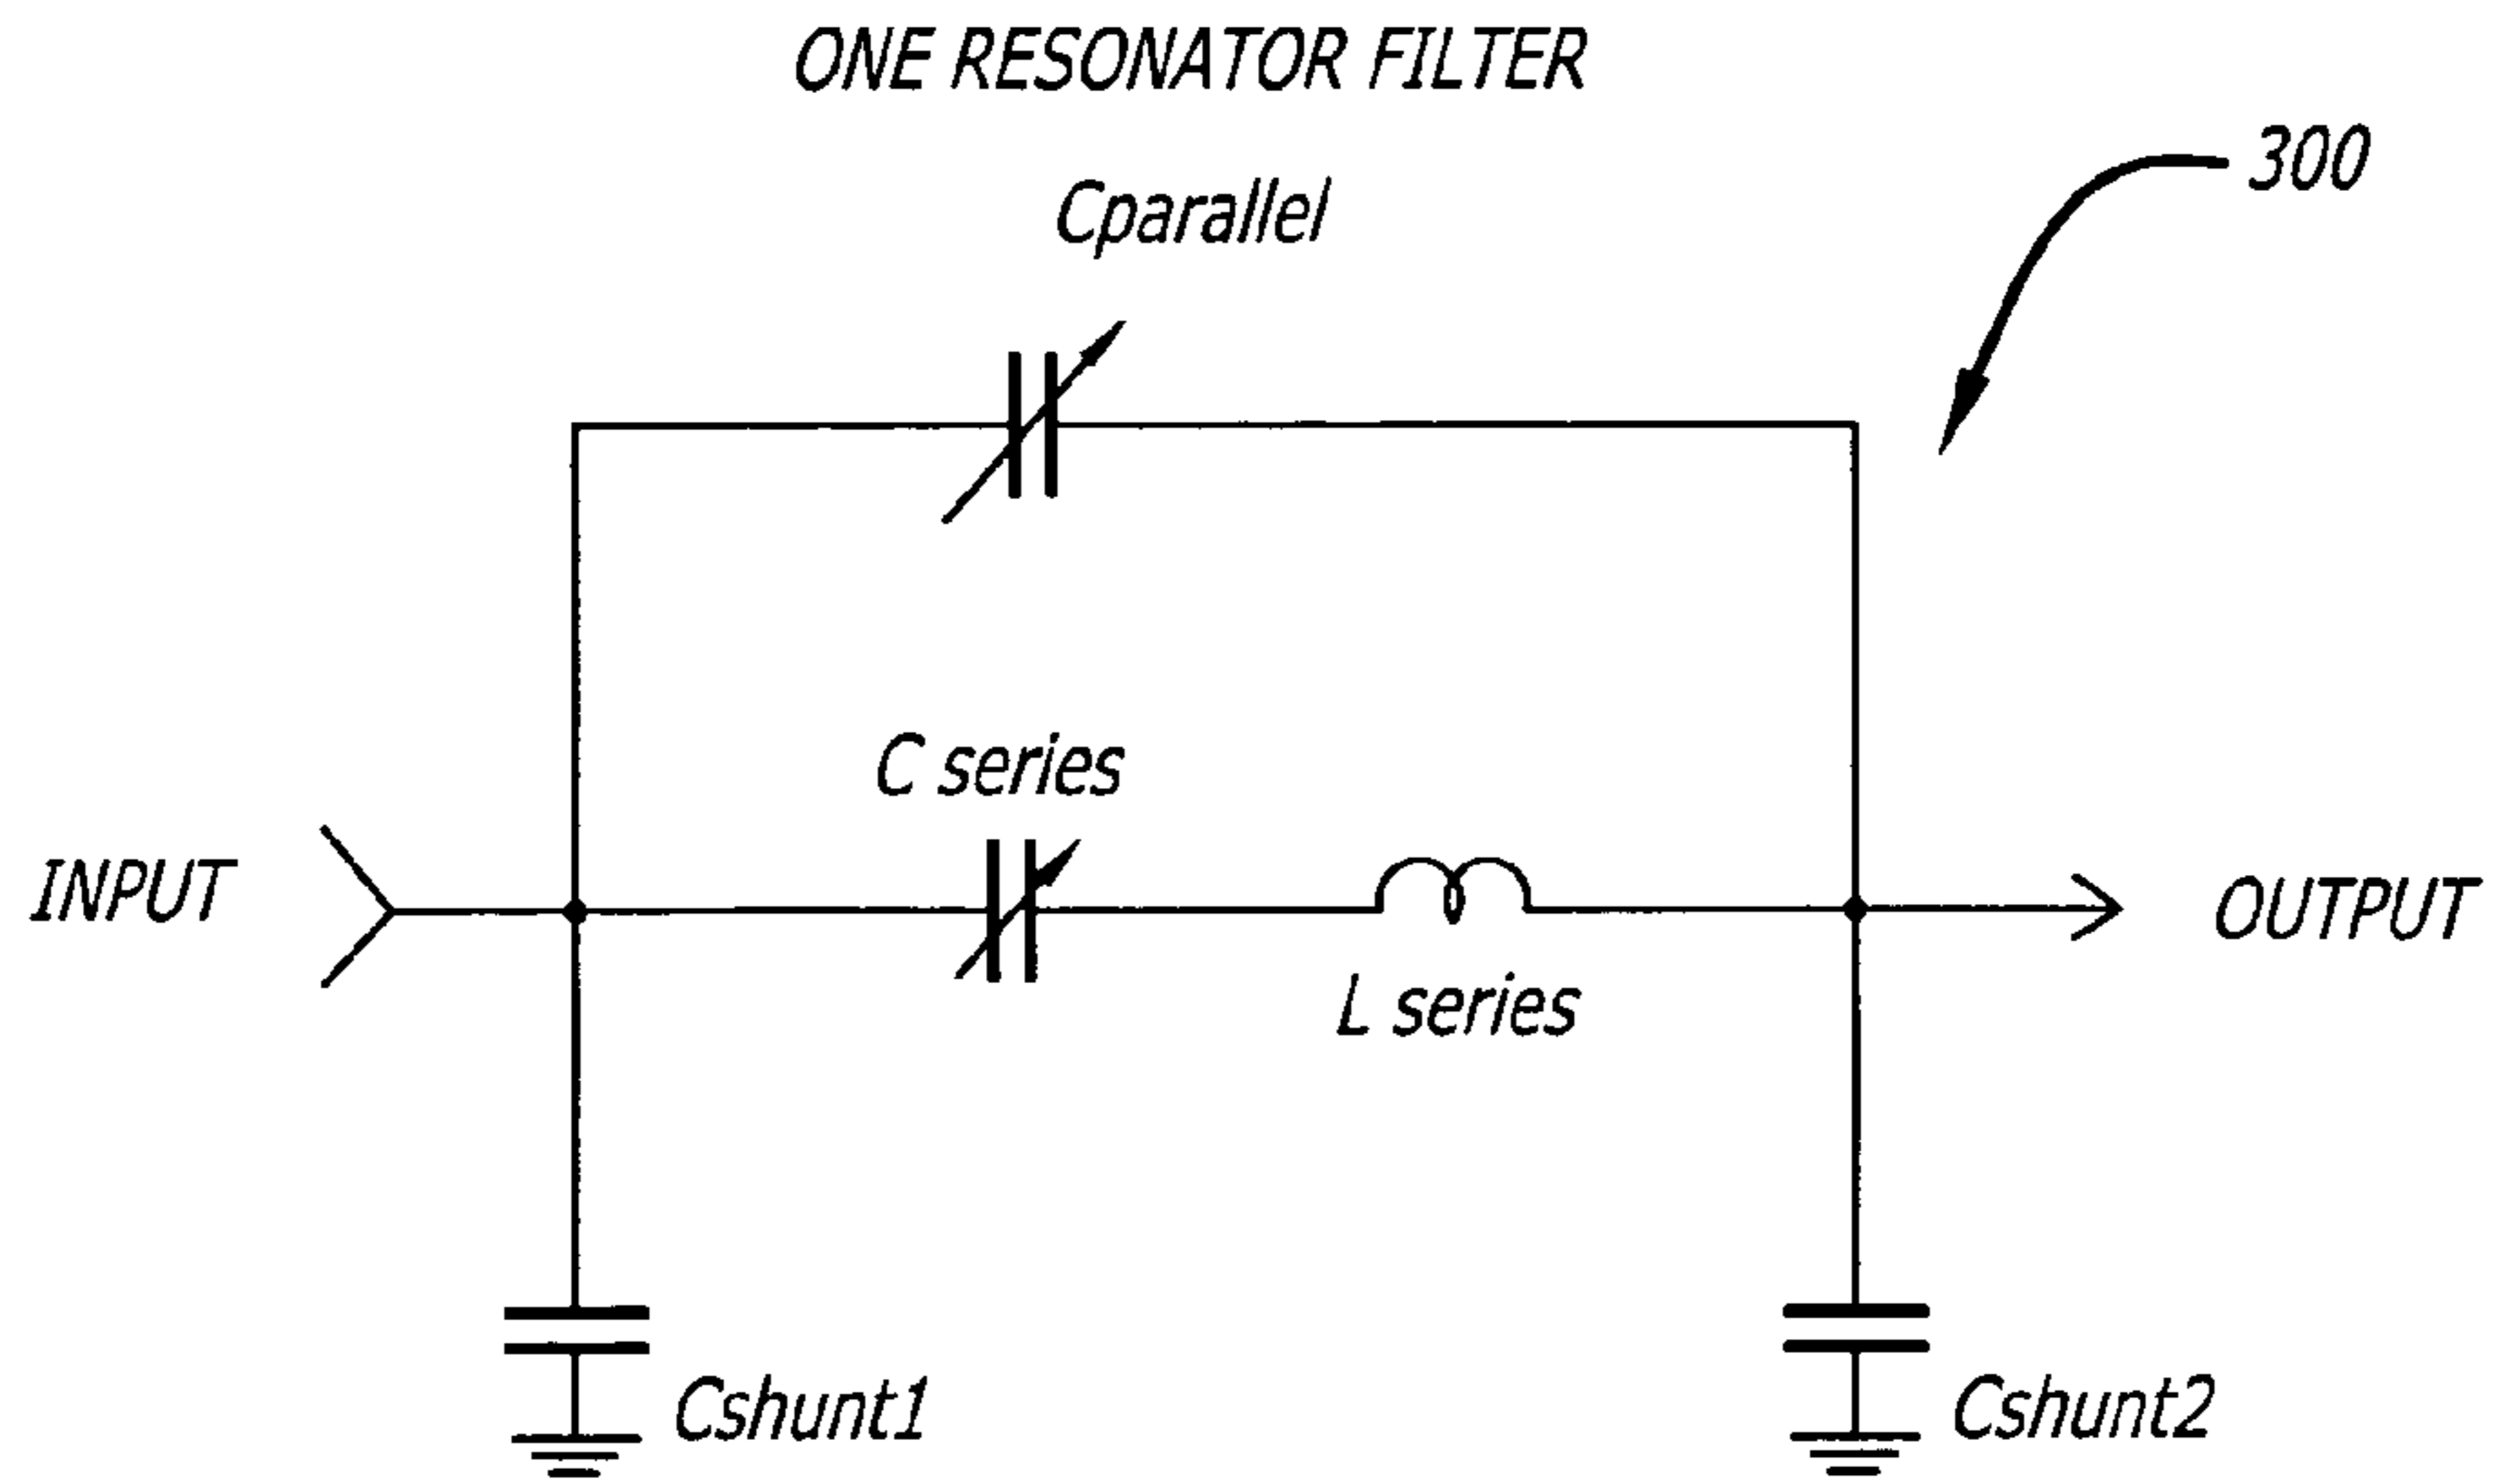 ONE RESONATOR FILTER
300
Cparallel
C series
INPUT
OUTPUT
L series
Cshunt1
Cshunt2